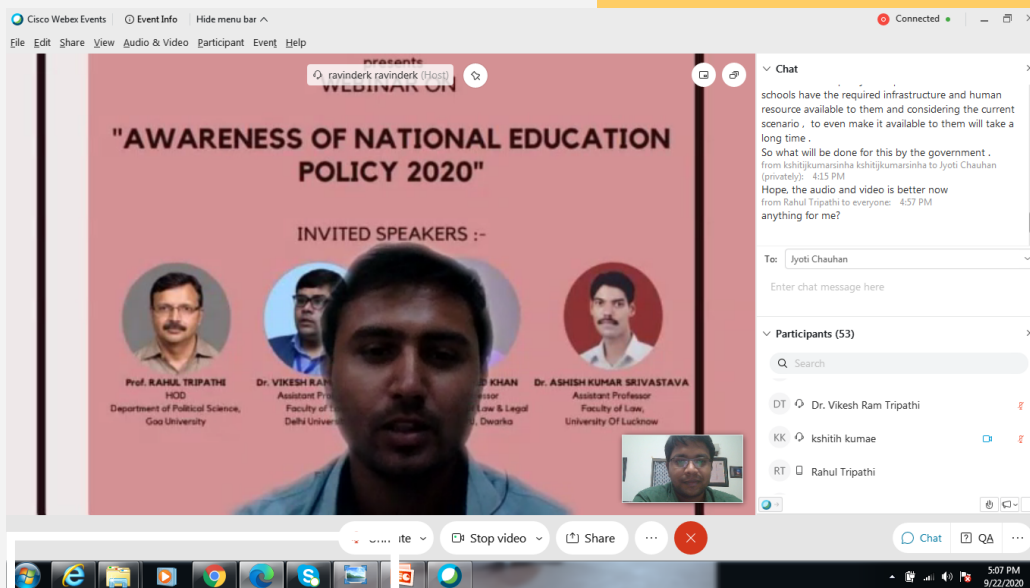 Cisco Webex Events
Event Info
Hide menu bar
Connected
File Edit Share View Audio & Video Participant Event Help
presents
ravinderk ravinderk (Host)
WEBINAR ON
"AWARENESS OF NATIONAL EDUCATION
POLICY 2020"
INVITED SPEAKERS :-
Prof. RAHUL TRIPATHI
HOD
Department of Political Science,
Goa University
Dr. VIKESH RAM
Assistant
Faculty of
Delhi
KHAN
Law & Legal
Dwarka
Dr. ASHISH KUMAR SRIVASTAVA
Assistant Professor
Faculty of Law,
University Of Lucknow
Chat
schools have the required infrastructure and human
resource available to them and considering the current
scenario , to even make it available to them will take a
long time .
So what will be done for this by the government .
from kshitijkumarsinha kshitijkumarsinha to Jyoti Chauhan
(privately): 4:15 PM
Hope, the audio and video is better now
from Rahul Tripathi to everyone: 4:57 PM
anything for me?
To: Jyoti Chauhan
Enter chat message here
Participants (53)
Search
DT Dr. Vikesh Ram Tripathi
KK kshitih kumae
RT Rahul Tripathi
Stop video
Share
Chat
QA
5:07 PM
9/22/2020